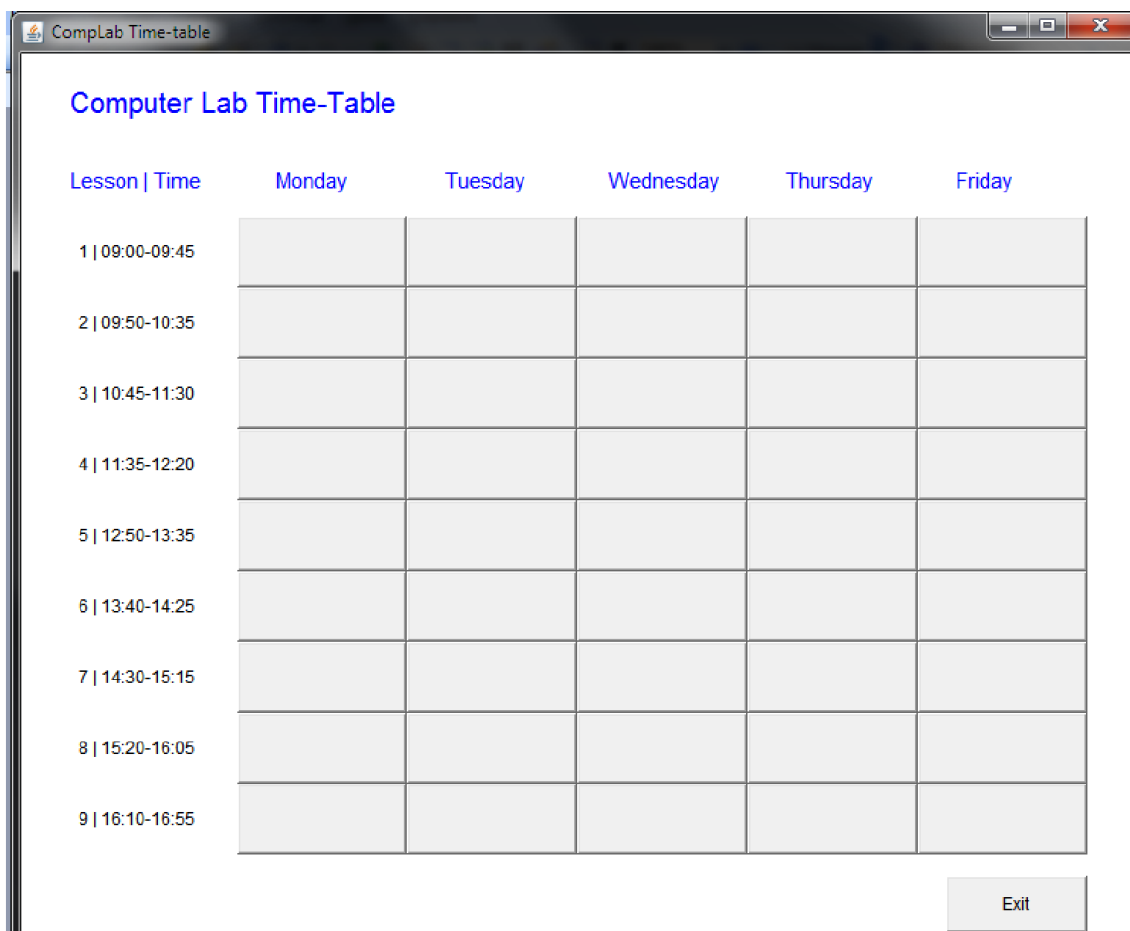 CompLab Time-table
Computer Lab Time-Table
Lesson | Time Monday Tuesday Wednesday Thursday Friday
1 | 09:00-09:45
2 | 09:50-10:35
3 | 10:45-11:30
4 | 11:35-12:20
5 | 12:50-13:35
6 | 13:40-14:25
7 | 14:30-15:15
8 | 15:20-16:05
9 | 16:10-16:55
Exit